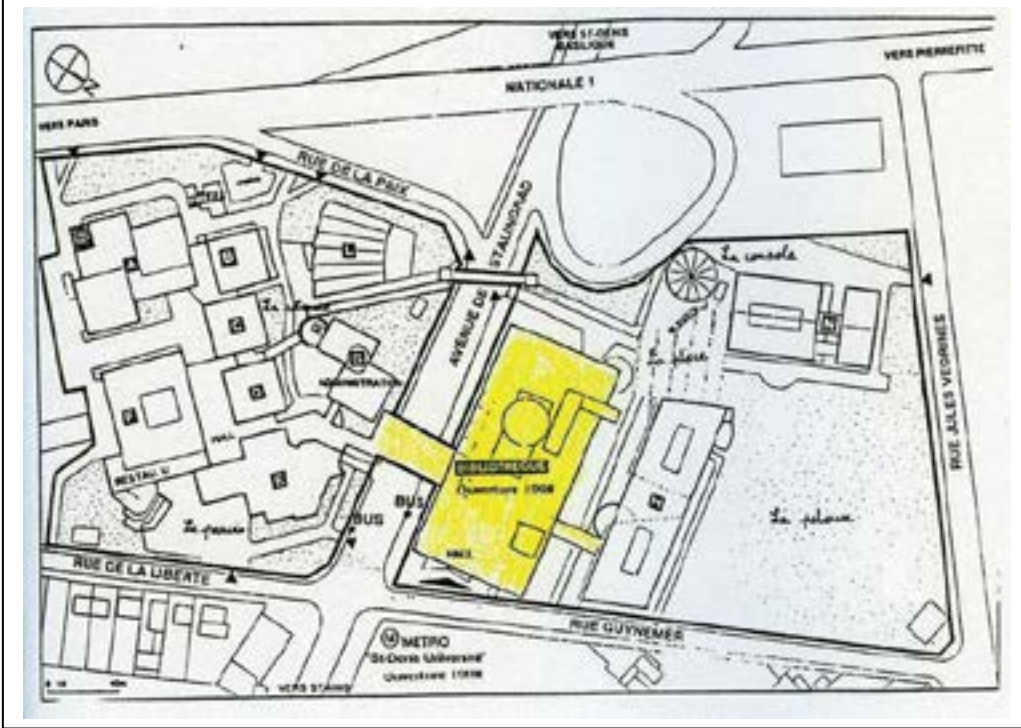 VERS ST-DENIS
BASILIQUE
VERS PIERREFITTE
NATIONALE 1
VERS PARIS
RUE DE LA PAIX
STALINGRAD
AVENUE DE
La console
La place
ADMINISTRATION
HALL
RESTAU. U
BIBLIOTHEQUE
Ouverture 1998
BUS
BUS
HALL
La pelouse
RUE JULES VEGRINES
RUE DE LA LIBERTE
RUE GUYNEMER
M METRO
"St-Denis Université"
Ouverture 1998
VERS STAINS